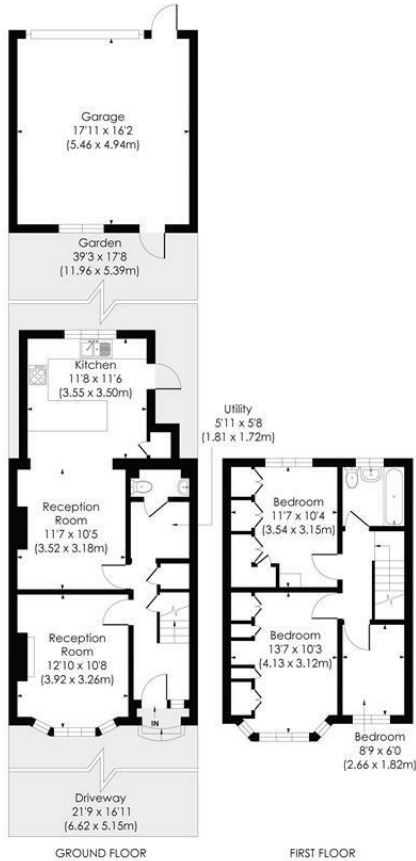 Garage
17'11 x 16'2
(5.46 x 4.94m)
Garden
39'3 x 17'8
(11.96 x 5.39m)
Kitchen
11'8 x 11'6
(3.55 x 3.50m)
Utility
5'11 x 5'8
(1.81 x 1.72m)
Reception
Room
11'7 x 10'5
(3.52 x 3.18m)
Reception
Room
12'10 x 10'8
(3.92 x 3.26m)
IN
Driveway
21'9 x 16'11
(6.62 x 5.15m)
GROUND FLOOR
Bedroom
11'7 x 10'4
(3.54 x 3.15m)
Bedroom
13'7 x 10'3
(4.13 x 3.12m)
Bedroom
8'9 x 6'0
(2.66 x 1.82m)
FIRST FLOOR